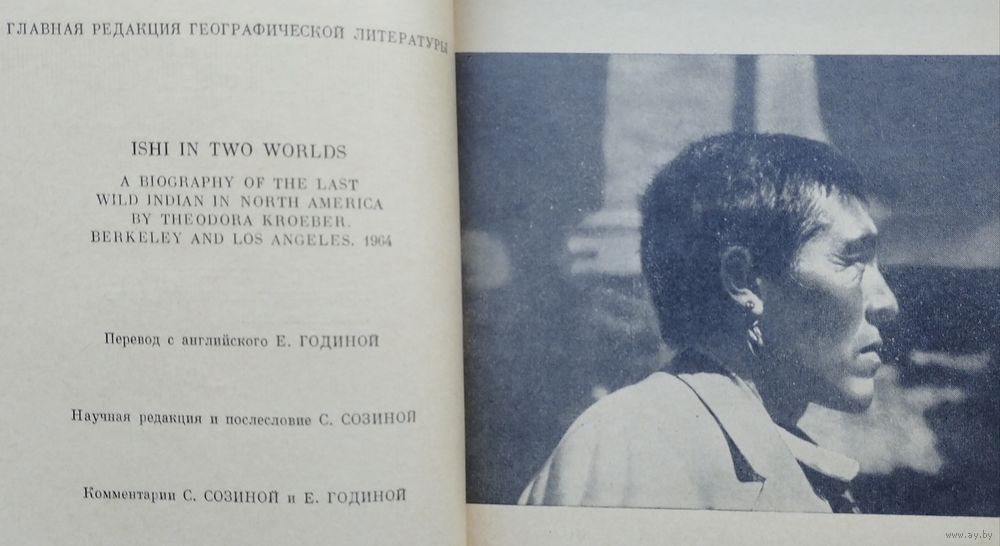 ГЛАВНАЯ РЕДАКЦИЯ ГЕОГРАФИЧЕСКОЙ ЛИТЕРАТУРЫ
ISHI IN TWO WORLDS
A BIOGRAPHY OF THE LAST
WILD INDIAN IN NORTH AMERICA
BY THEODORA KROEBER.
BERKELEY AND LOS ANGELES. 1964
Перевод с английского Е. ГОДИНОЙ
Научная редакция и послесловие С. СОЗИНОЙ
Комментарии С. СОЗИНОЙ и Е. ГОДИНОЙ
www.ay.by